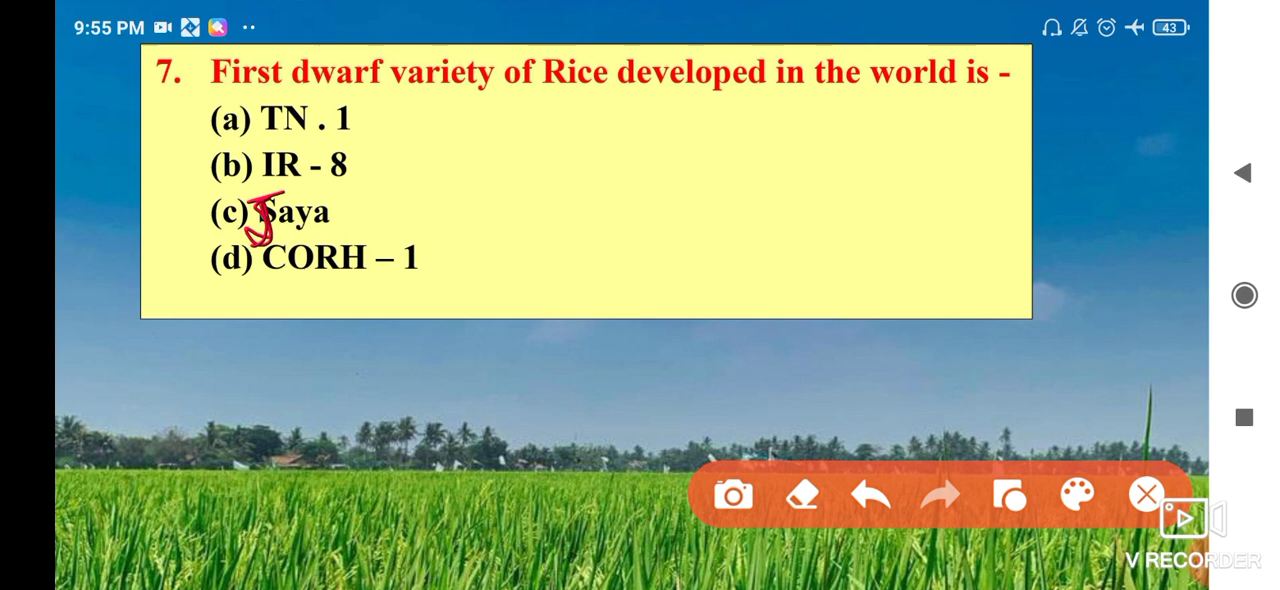 9:55 PM
43
7. First dwarf variety of Rice developed in the world is -
(a) TN . 1
(b) IR - 8
(c) Jaya
(d) CORH – 1
V RECORDER